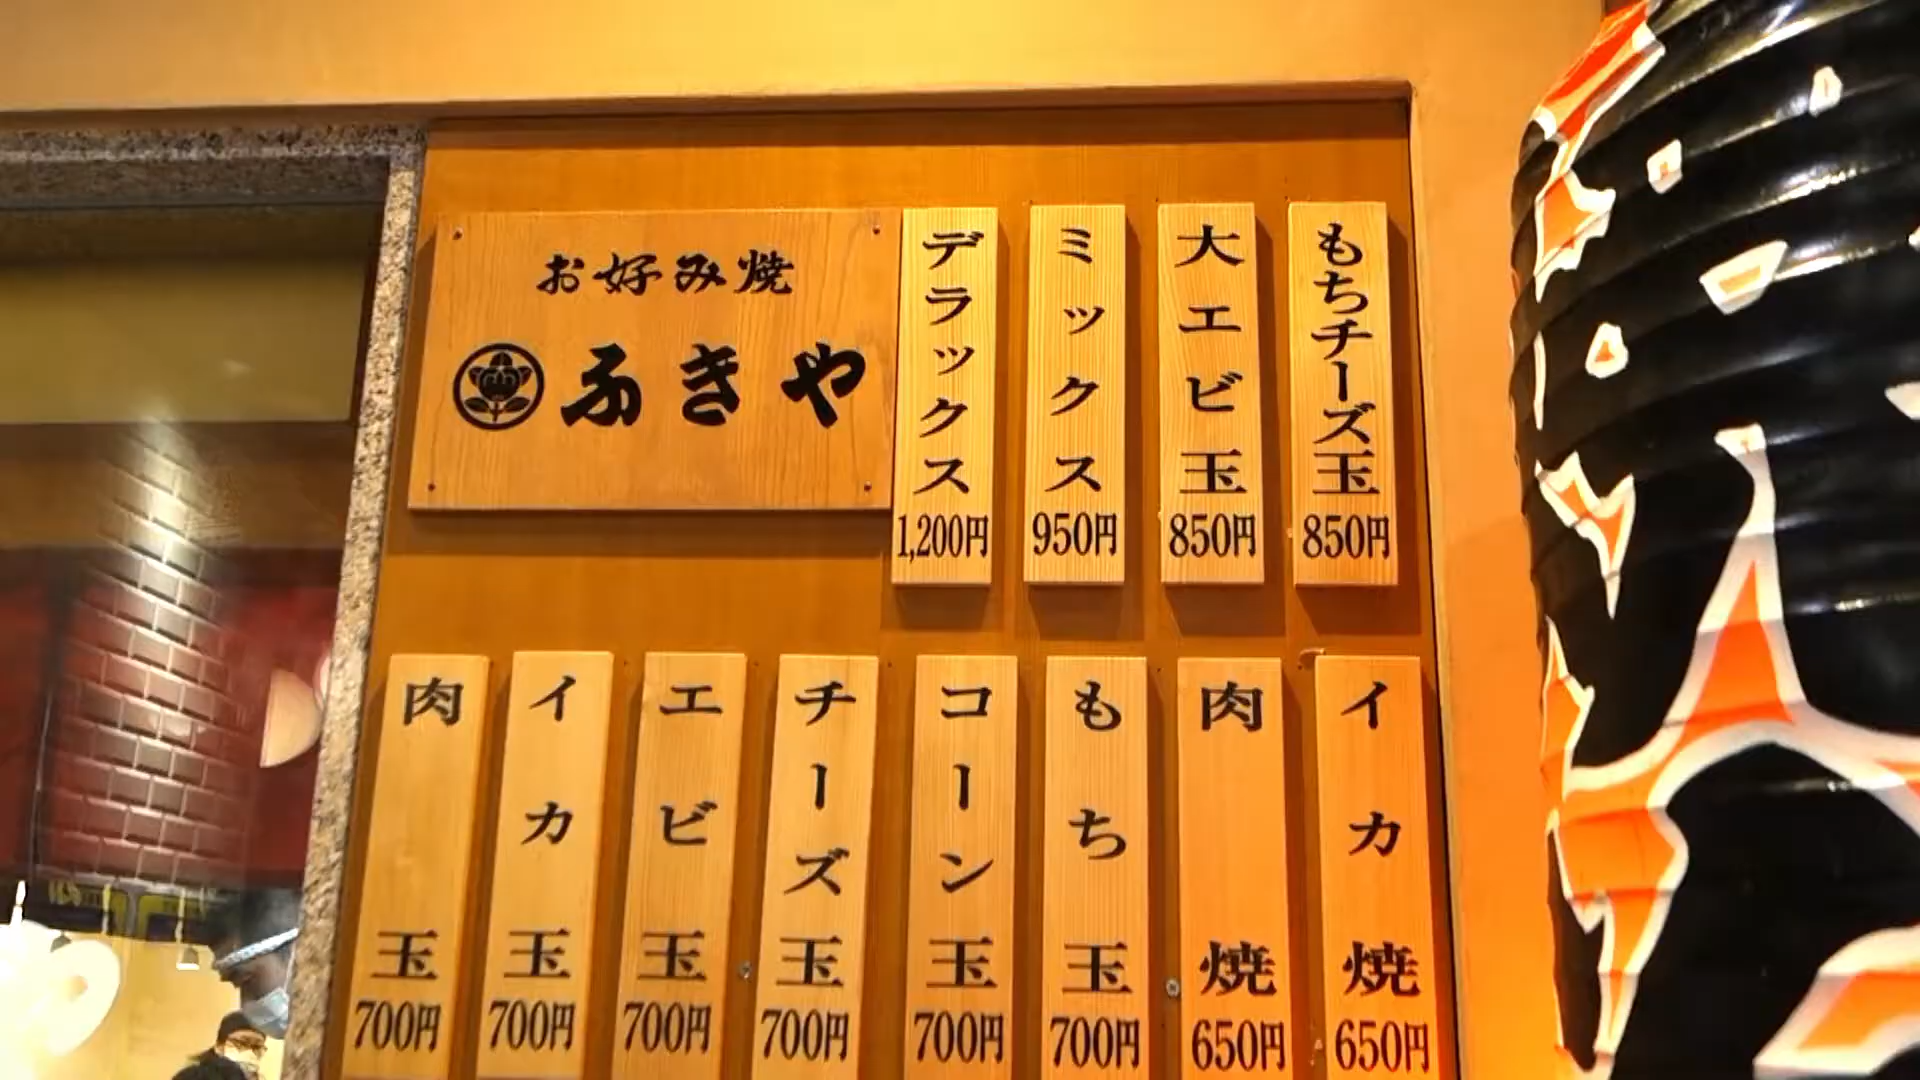 お好み焼
ふきや
デラックス
1,200円
ミックス
950円
大エビ玉
850円
もちチーズ玉
850円
肉玉
700円
イカ玉
700円
エビ玉
700円
チーズ玉
700円
コーン玉
700円
もち玉
700円
肉焼
650円
イカ焼
650円